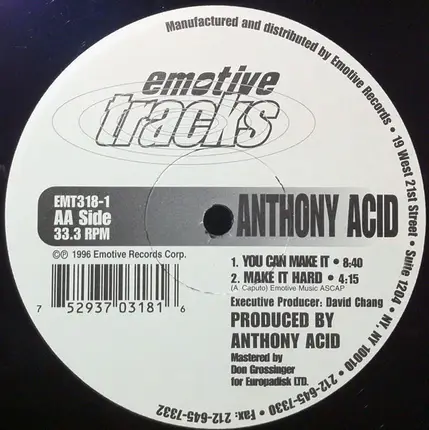 Manufactured and distributed by Emotive Records • 19 West 21st Street • Suite 1204 • NY, NY 10010 • 212-645-7330 • Fax: 212-645-7332
emotive
tracks
EMT318-1
AA Side
33.3 RPM
ANTHONY ACID
©℗ 1996 Emotive Records Corp.
7 52937 03181 6
1. YOU CAN MAKE IT • 8:40
2. MAKE IT HARD • 4:15
(A. Caputo) Emotive Music ASCAP
Executive Producer: David Chang
PRODUCED BY
ANTHONY ACID
Mastered by
Don Grossinger
for Europadisk LTD.